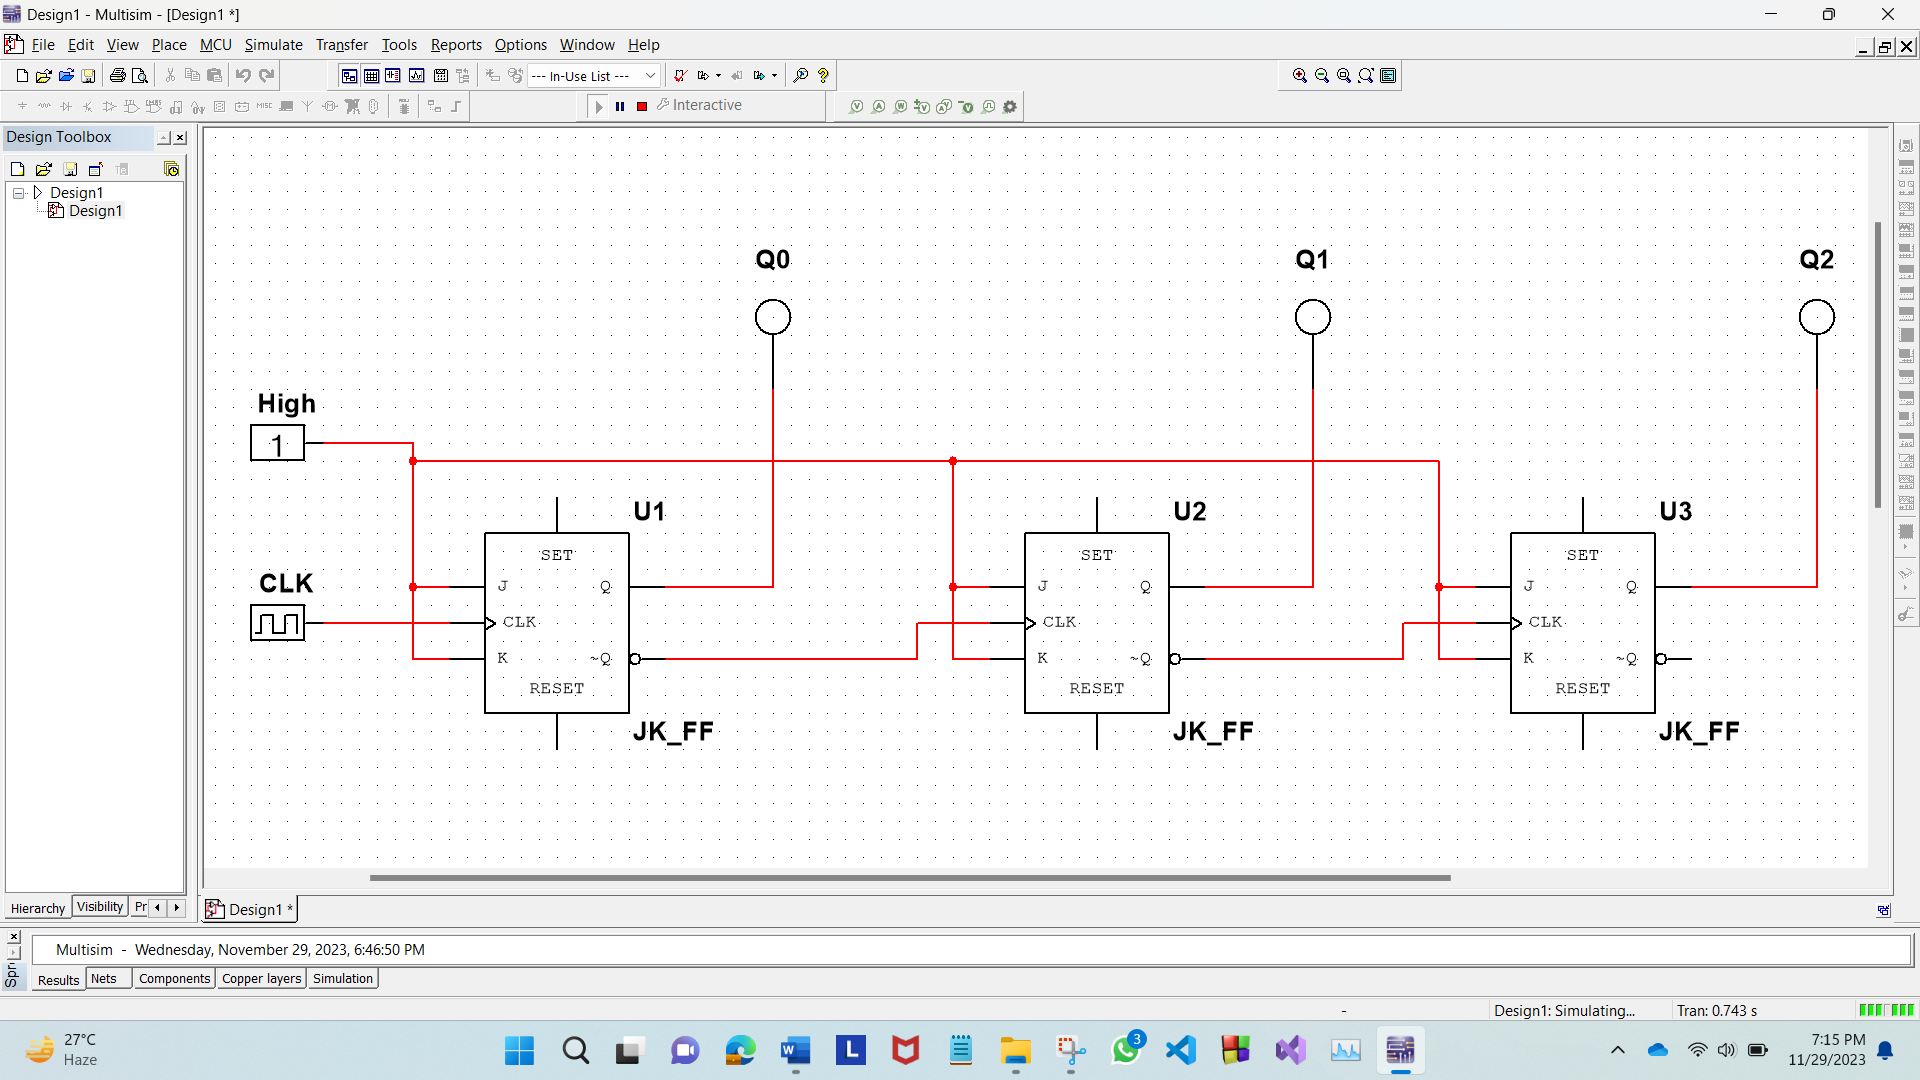 Design1 - Multisim - [Design1 *]
File Edit View Place MCU Simulate Transfer Tools Reports Options Window Help
--- In-Use List ---
MISC Interactive
Design Toolbox
Design1
Design1
Q0 Q1 Q2
High
1
U1 U2 U3
SET SET SET
CLK
J Q J Q J Q
CLK CLK CLK
K ~Q K ~Q K ~Q
RESET RESET RESET
JK_FF JK_FF JK_FF
Hierarchy Visibility Pr
Design1 *
Multisim - Wednesday, November 29, 2023, 6:46:50 PM
Spr
Results Nets Components Copper layers Simulation
- Design1: Simulating... Tran: 0.743 s
27°C
Haze
3
7:15 PM
11/29/2023